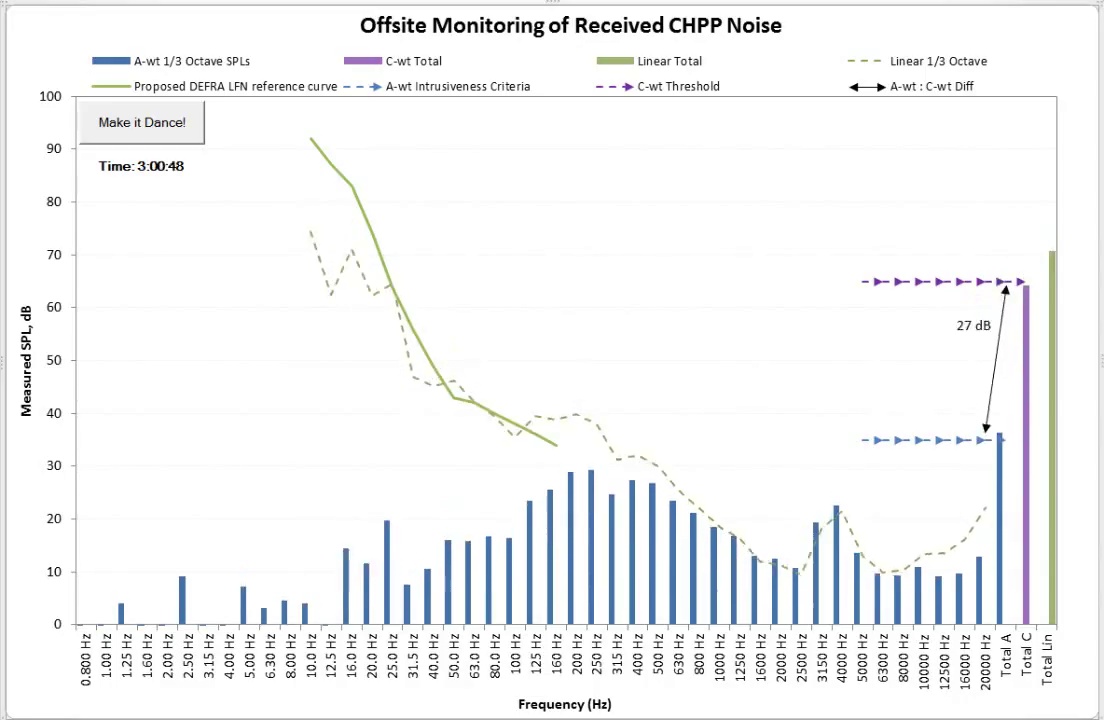 Offsite Monitoring of Received CHPP Noise
A-wt 1/3 Octave SPLs C-wt Total Linear Total Linear 1/3 Octave
Proposed DEFRA LFN reference curve A-wt Intrusiveness Criteria C-wt Threshold A-wt : C-wt Diff
Make it Dance!
Time: 3:00:48
100
90
80
70
60
50
40
30
20
10
0
Measured SPL, dB
27 dB
0.800 Hz
1.00 Hz
1.25 Hz
1.60 Hz
2.00 Hz
2.50 Hz
3.15 Hz
4.00 Hz
5.00 Hz
6.30 Hz
8.00 Hz
10.0 Hz
12.5 Hz
16.0 Hz
20.0 Hz
25.0 Hz
31.5 Hz
40.0 Hz
50.0 Hz
63.0 Hz
80.0 Hz
100 Hz
125 Hz
160 Hz
200 Hz
250 Hz
315 Hz
400 Hz
500 Hz
630 Hz
800 Hz
1000 Hz
1250 Hz
1600 Hz
2000 Hz
2500 Hz
3150 Hz
4000 Hz
5000 Hz
6300 Hz
8000 Hz
10000 Hz
12500 Hz
16000 Hz
20000 Hz
Total A
Total C
Total Lin
Frequency (Hz)